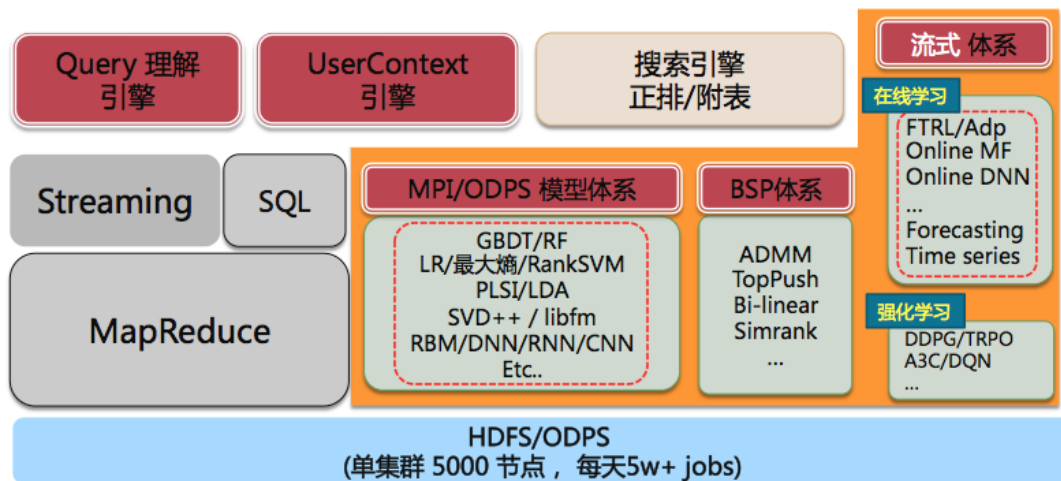 Query 理解
引擎
UserContext
引擎
搜索引擎
正排/附表
流式 体系
在线学习
FTRL/Adp
Online MF
Online DNN
...
Forecasting
Time series
Streaming
SQL
MPI/ODPS 模型体系
BSP体系
GBDT/RF
LR/最大熵/RankSVM
PLSI/LDA
SVD++ / libfm
RBM/DNN/RNN/CNN
Etc..
ADMM
TopPush
Bi-linear
Simrank
...
MapReduce
强化学习
DDPG/TRPO
A3C/DQN
...
HDFS/ODPS
(单集群 5000 节点 ，每天5w+ jobs)